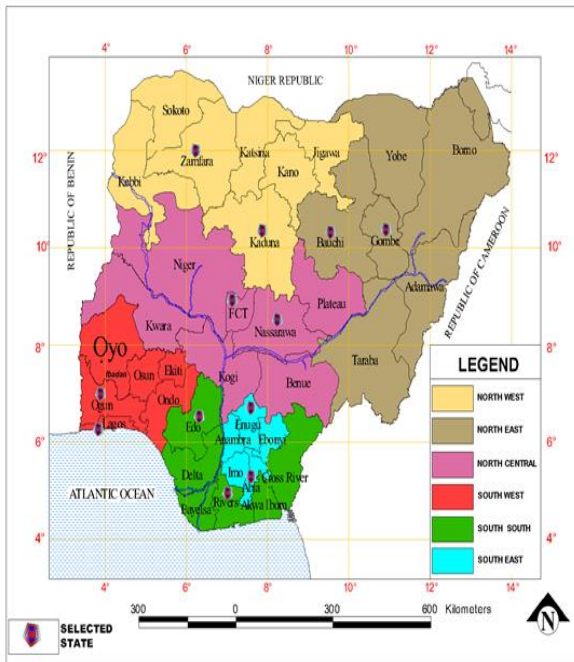 4° 6° 8° 10° 12° 14°
NIGER REPUBLIC
Sokoto
Zamfara
Katsina
Jigawa
Kano
Yobe
Borno
12° 12°
Kebbi
REPUBLIC OF BENIN
Kaduna
Bauchi
Gombe
10° 10°
Niger
Adamawa
REPUBLIC OF CAMEROON
FCT
Plateau
Nassarawa
Kwara
8° 8°
Oyo
Ibadan
Osun
Ekiti
Kogi
Benue
Taraba
Ogun
Ondo
Lagos
Edo
Enugu
Anambra
Ebonyi
6° 6°
Delta
Imo
Abia
Cross River
ATLANTIC OCEAN
Bayelsa
Rivers
Akwa Ibom
4° 4°
4° 6° 8° 10° 12° 14°
LEGEND
NORTH WEST
NORTH EAST
NORTH CENTRAL
SOUTH WEST
SOUTH SOUTH
SOUTH EAST
300 0 300 600 Kilometers
N
SELECTED
STATE